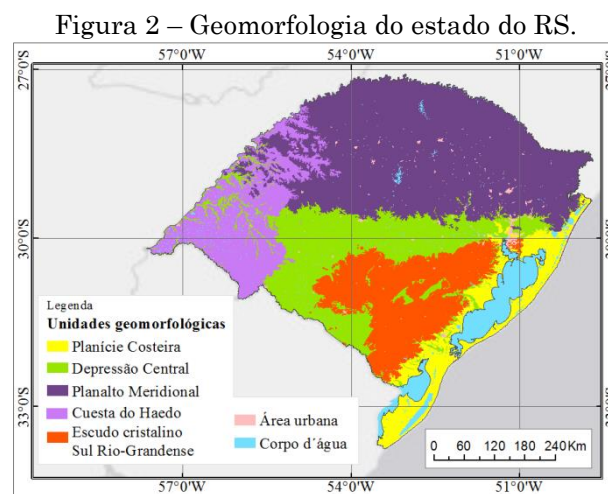 Figura 2 – Geomorfologia do estado do RS.
57°0'W 54°0'W 51°0'W
27°0'S
30°0'S
33°0'S
Legenda
Unidades geomorfológicas
Planície Costeira
Depressão Central
Planalto Meridional
Cuesta do Haedo
Escudo cristalino
Sul Rio-Grandense
Área urbana
Corpo d´água
0 60 120 180 240 Km
57°0'W 54°0'W 51°0'W